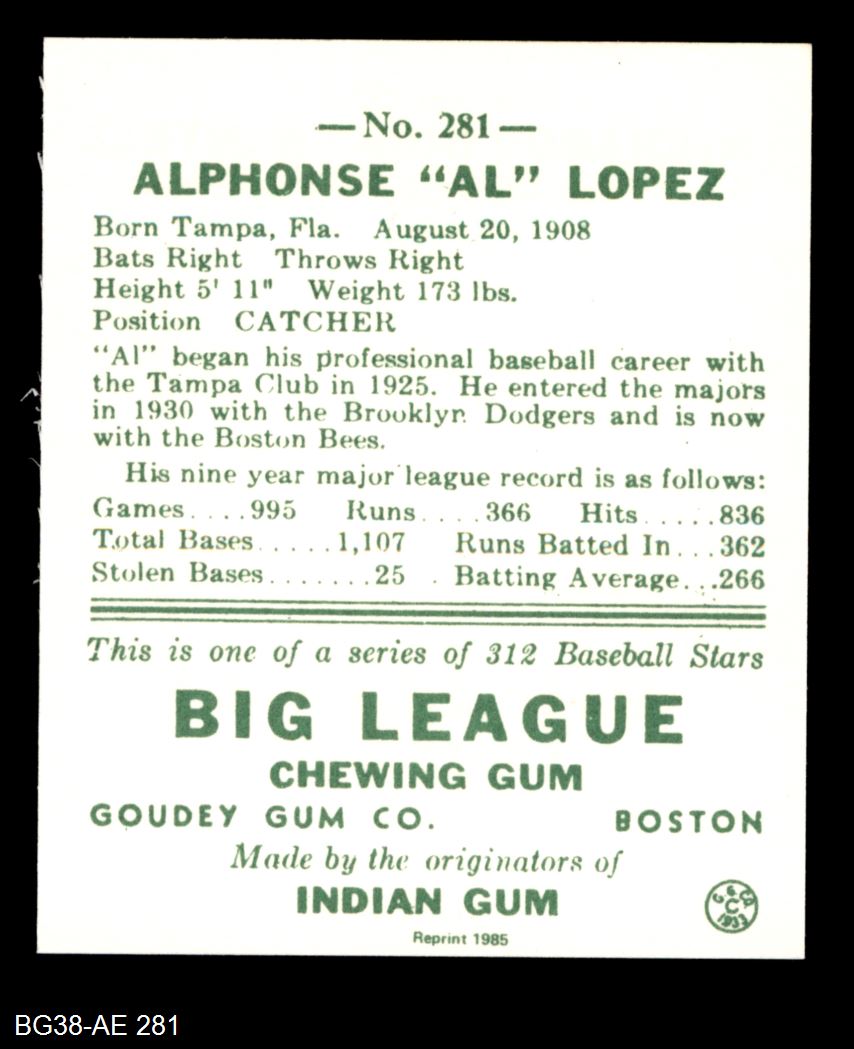 —No. 281—
ALPHONSE “AL” LOPEZ
Born Tampa, Fla. August 20, 1908
Bats Right Throws Right
Height 5' 11" Weight 173 lbs.
Position CATCHER
“Al” began his professional baseball career with
the Tampa Club in 1925. He entered the majors
in 1930 with the Brooklyn Dodgers and is now
with the Boston Bees.
His nine year major league record is as follows:
Games....995 Runs....366 Hits.....836
Total Bases.....1,107 Runs Batted In...362
Stolen Bases.......25 Batting Average...266
This is one of a series of 312 Baseball Stars
BIG LEAGUE
CHEWING GUM
GOUDEY GUM CO. BOSTON
Made by the originators of
INDIAN GUM
G.G.CO.
C
1933
Reprint 1985
BG38-AE 281